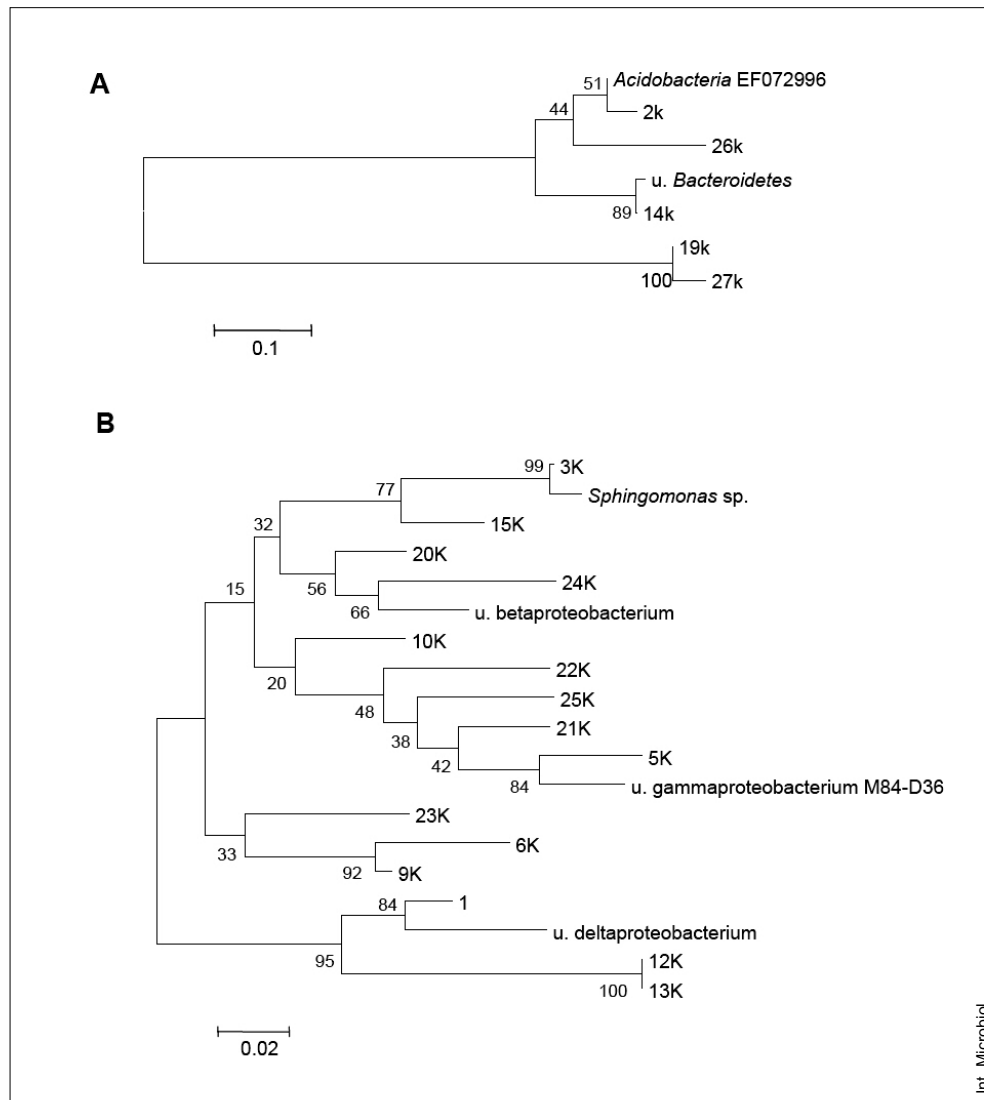 A
51
Acidobacteria EF072996
44
2k
26k
u. Bacteroidetes
89
14k
19k
100
27k
0.1
B
99
3K
77
Sphingomonas sp.
32
15K
20K
15
56
24K
66
u. betaproteobacterium
10K
20
22K
48
25K
38
21K
42
5K
84
u. gammaproteobacterium M84-D36
23K
33
6K
92
9K
84
1
u. deltaproteobacterium
95
12K
100
13K
0.02
Int. Microbiol